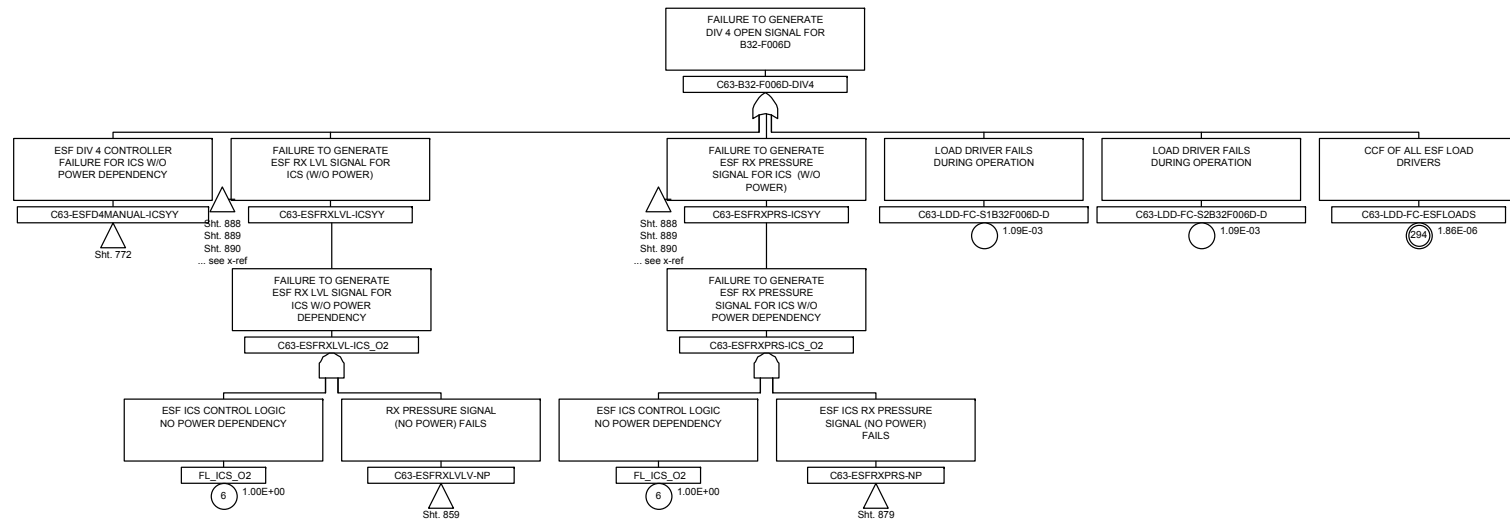 FAILURE TO GENERATE
DIV 4 OPEN SIGNAL FOR
B32-F006D
C63-B32-F006D-DIV4
ESF DIV 4 CONTROLLER
FAILURE FOR ICS W/O
POWER DEPENDENCY
C63-ESFD4MANUAL-ICSYY
Sht. 772
FAILURE TO GENERATE
ESF RX LVL SIGNAL FOR
ICS (W/O POWER)
C63-ESFRXLVL-ICSYY
Sht. 888
Sht. 889
Sht. 890
... see x-ref
FAILURE TO GENERATE
ESF RX PRESSURE
SIGNAL FOR ICS (W/O
POWER)
C63-ESFRXPRS-ICSYY
Sht. 888
Sht. 889
Sht. 890
... see x-ref
LOAD DRIVER FAILS
DURING OPERATION
C63-LDD-FC-S1B32F006D-D
1.09E-03
LOAD DRIVER FAILS
DURING OPERATION
C63-LDD-FC-S2B32F006D-D
1.09E-03
CCF OF ALL ESF LOAD
DRIVERS
C63-LDD-FC-ESFLOADS
294
1.86E-06
FAILURE TO GENERATE
ESF RX LVL SIGNAL FOR
ICS W/O POWER
DEPENDENCY
C63-ESFRXLVL-ICS_O2
FAILURE TO GENERATE
ESF RX PRESSURE
SIGNAL FOR ICS W/O
POWER DEPENDENCY
C63-ESFRXPRS-ICS_O2
ESF ICS CONTROL LOGIC
NO POWER DEPENDENCY
FL_ICS_O2
6
1.00E+00
RX PRESSURE SIGNAL
(NO POWER) FAILS
C63-ESFRXLVLV-NP
Sht. 859
ESF ICS CONTROL LOGIC
NO POWER DEPENDENCY
FL_ICS_O2
6
1.00E+00
ESF ICS RX PRESSURE
SIGNAL (NO POWER)
FAILS
C63-ESFRXPRS-NP
Sht. 879